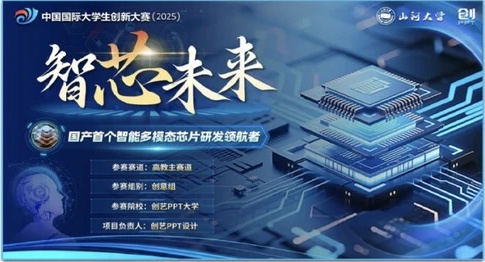 中国国际大学生创新大赛（2025）
山河大学
创
智芯未来
国产首个智能多模态芯片研发领航者
参赛赛道：高教主赛道
参赛组别：创意组
参赛院校：创艺PPT大学
项目负责人：创艺PPT设计